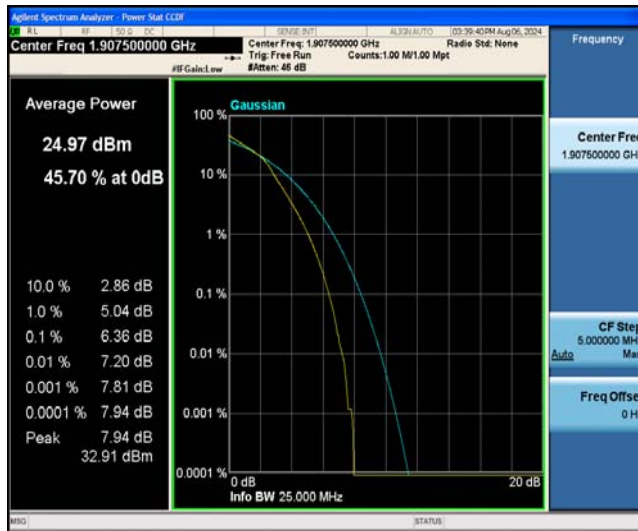 Agilent Spectrum Analyzer - Power Stat CCDF
RL RF 50 Ω DC SENSE:INT ALIGN AUTO 03:39:40 PM Aug 06, 2024
Center Freq 1.907500000 GHz
Center Freq: 1.907500000 GHz Radio Std: None
Trig: Free Run Counts:1.00 M/1.00 Mpt
#IFGain:Low #Atten: 46 dB
Frequency
Average Power
24.97 dBm
45.70 % at 0dB
10.0 % 2.86 dB
1.0 % 5.04 dB
0.1 % 6.36 dB
0.01 % 7.20 dB
0.001 % 7.81 dB
0.0001 % 7.94 dB
Peak 7.94 dB
32.91 dBm
Gaussian
100 %
10 %
1 %
0.1 %
0.01 %
0.001 %
0.0001 %
0 dB 20 dB
Info BW 25.000 MHz
Center Fre
1.907500000 GH
CF Step
5.000000 MH
Auto Ma
Freq Offse
0 H
MSG STATUS